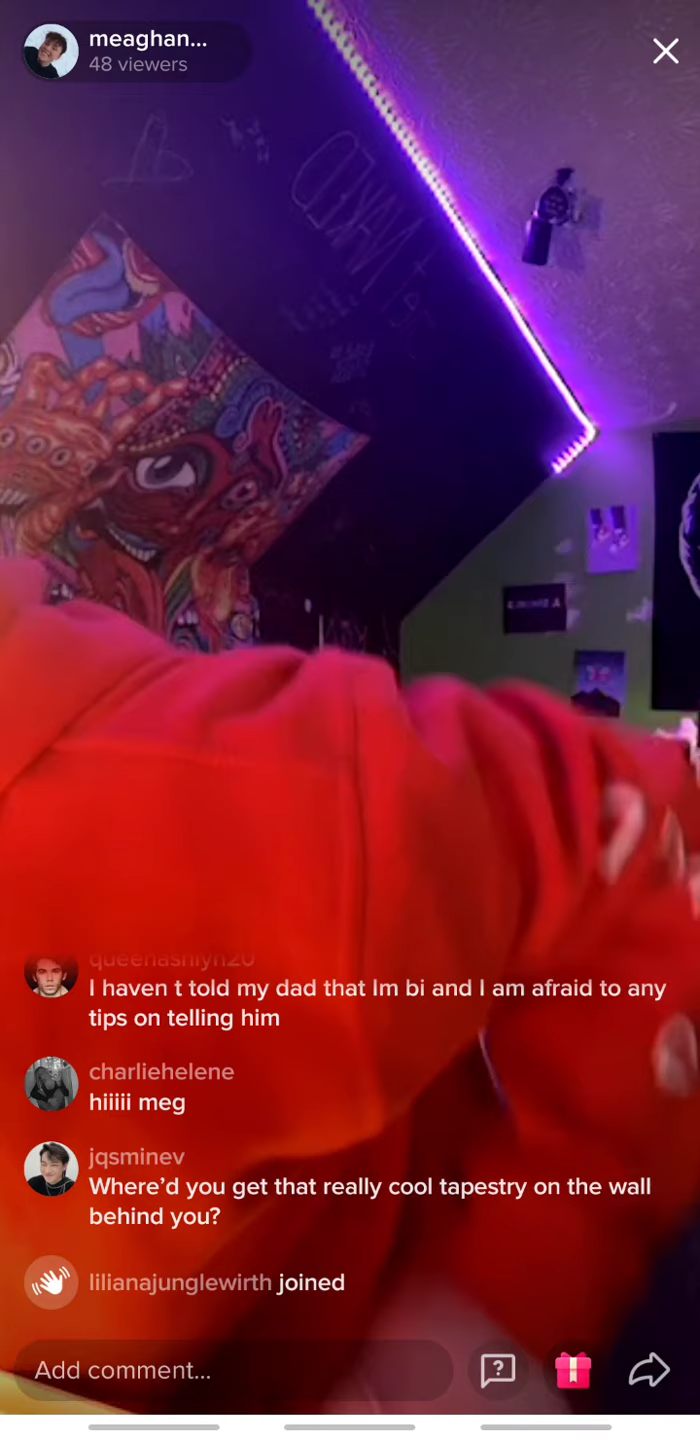 meaghan...
48 viewers
queenashlyn20
I haven t told my dad that Im bi and I am afraid to any
tips on telling him
charliehelene
hiiiii meg
jqsminev
Where’d you get that really cool tapestry on the wall
behind you?
lilianajunglewirth joined
Add comment...